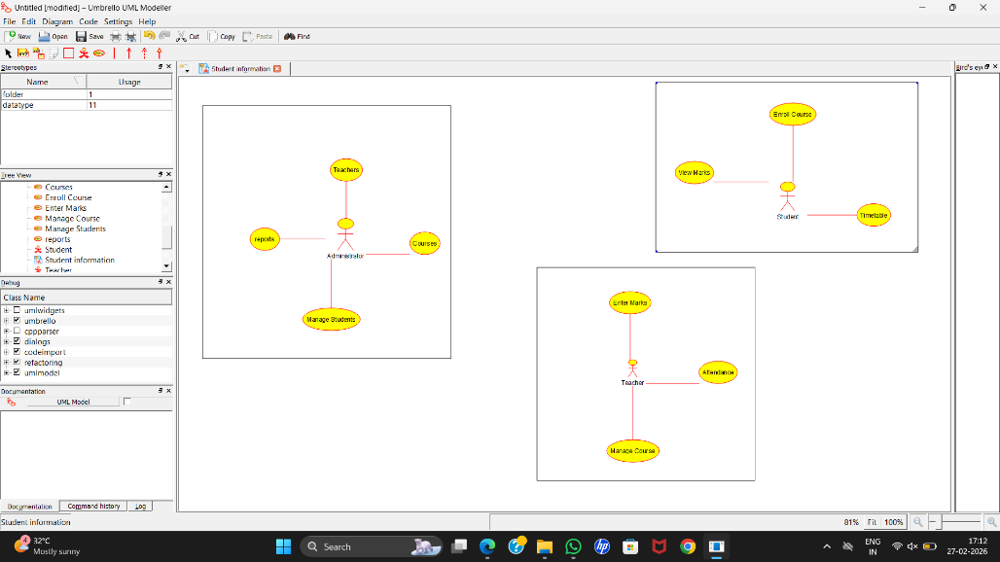 Untitled [modified] – Umbrello UML Modeller
File Edit Diagram Code Settings Help
New Open Save Cut Copy Paste Find
Stereotypes
Name Usage
folder 1
datatype 11
Tree View
Courses
Enroll Course
Enter Marks
Manage Course
Manage Students
reports
Student
Student information
Teacher
Debug
Class Name
umlwidgets
umbrello
cppparser
dialogs
codeimport
refactoring
umlmodel
Documentation
UML Model
Documentation Command history Log
Student information
Student information
Teachers
reports
Courses
Administrator
Manage Students
Enroll Course
View Marks
Student
Timetable
Enter Marks
Attendance
Teacher
Manage Course
Bird's eye
81% Fit 100%
4
32°C
Mostly sunny
Search
ENG
IN
17:12
27-02-2026